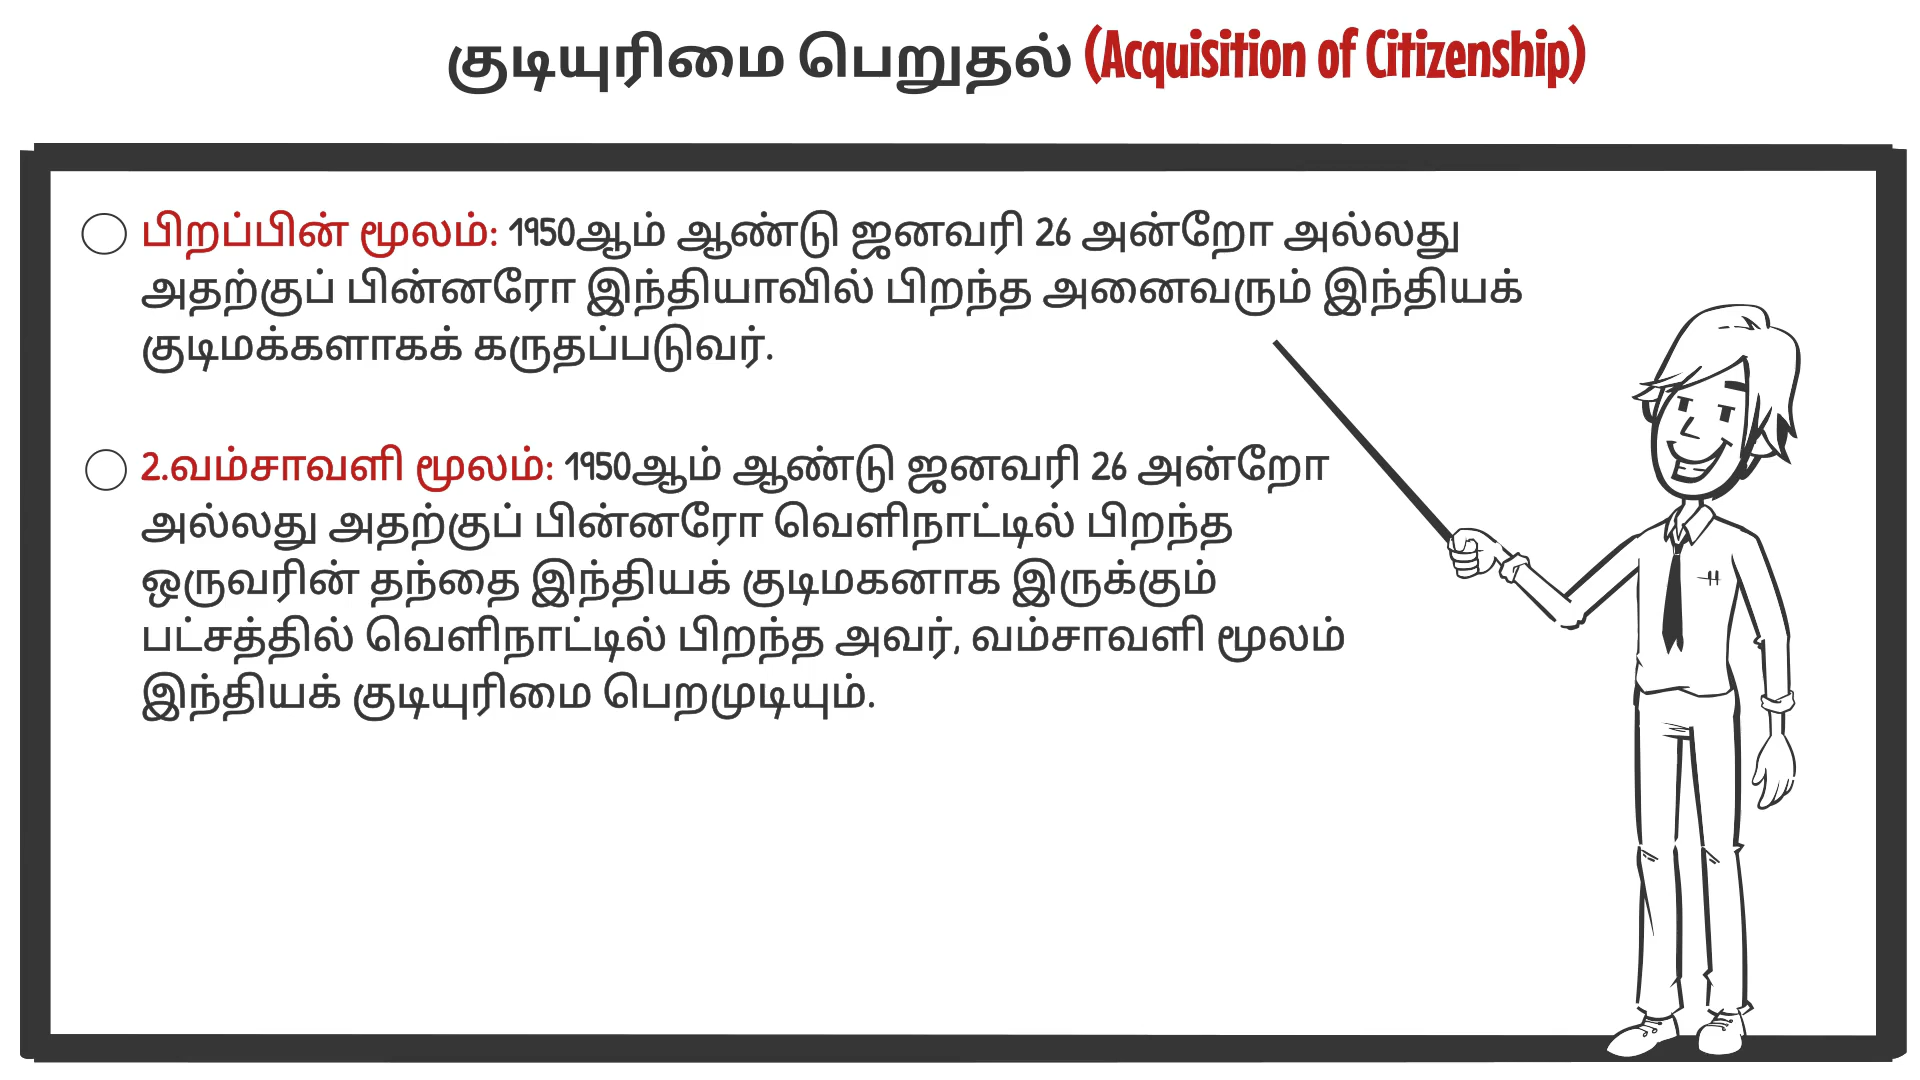 குடியுரிமை பெறுதல் (Acquisition of Citizenship)
பிறப்பின் மூலம்: 1950ஆம் ஆண்டு ஜனவரி 26 அன்றோ அல்லது
அதற்குப் பின்னரோ இந்தியாவில் பிறந்த அனைவரும் இந்தியக்
குடிமக்களாகக் கருதப்படுவர்.
2.வம்சாவளி மூலம்: 1950ஆம் ஆண்டு ஜனவரி 26 அன்றோ
அல்லது அதற்குப் பின்னரோ வெளிநாட்டில் பிறந்த
ஒருவரின் தந்தை இந்தியக் குடிமகனாக இருக்கும்
பட்சத்தில் வெளிநாட்டில் பிறந்த அவர், வம்சாவளி மூலம்
இந்தியக் குடியுரிமை பெறமுடியும்.